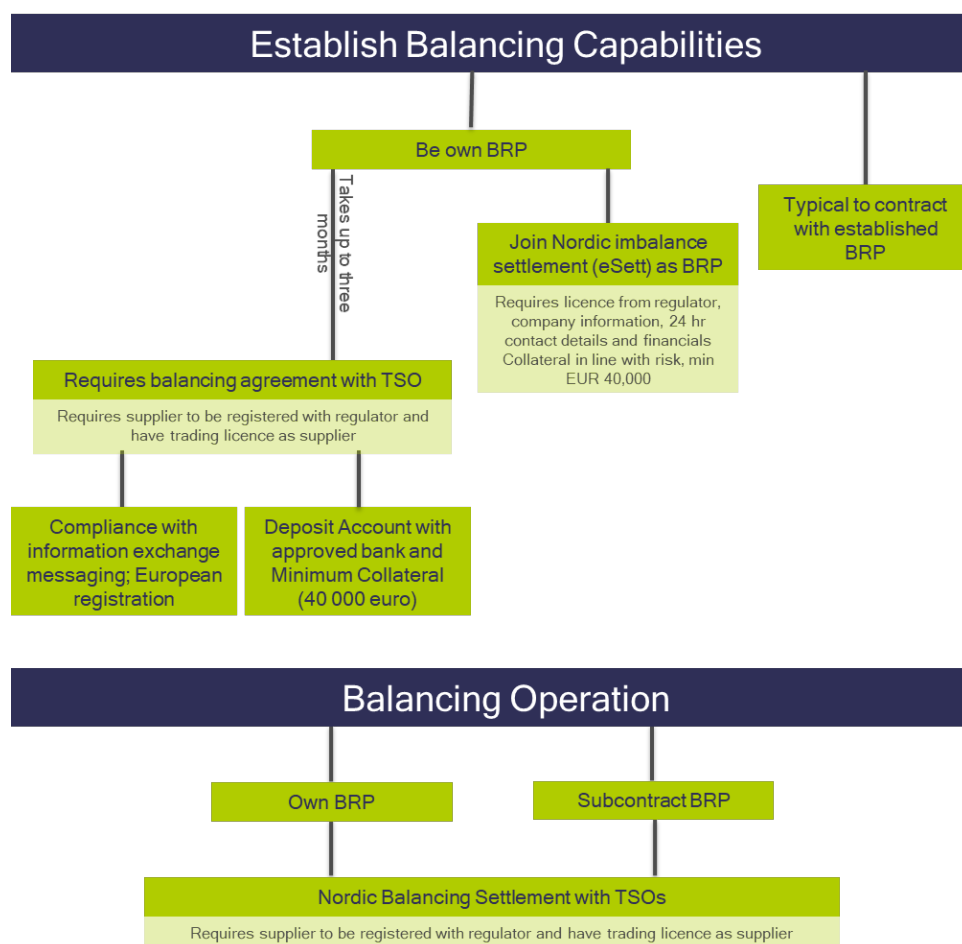 Establish Balancing Capabilities
Be own BRP
Takes up to three
months
Typical to contract
with established
BRP
Join Nordic imbalance
settlement (eSett) as BRP
Requires licence from regulator,
company information, 24 hr
contact details and financials
Collateral in line with risk, min
EUR 40,000
Requires balancing agreement with TSO
Requires supplier to be registered with regulator and
have trading licence as supplier
Compliance with
information exchange
messaging; European
registration
Deposit Account with
approved bank and
Minimum Collateral
(40 000 euro)
Balancing Operation
Own BRP
Subcontract BRP
Nordic Balancing Settlement with TSOs
Requires supplier to be registered with regulator and have trading licence as supplier